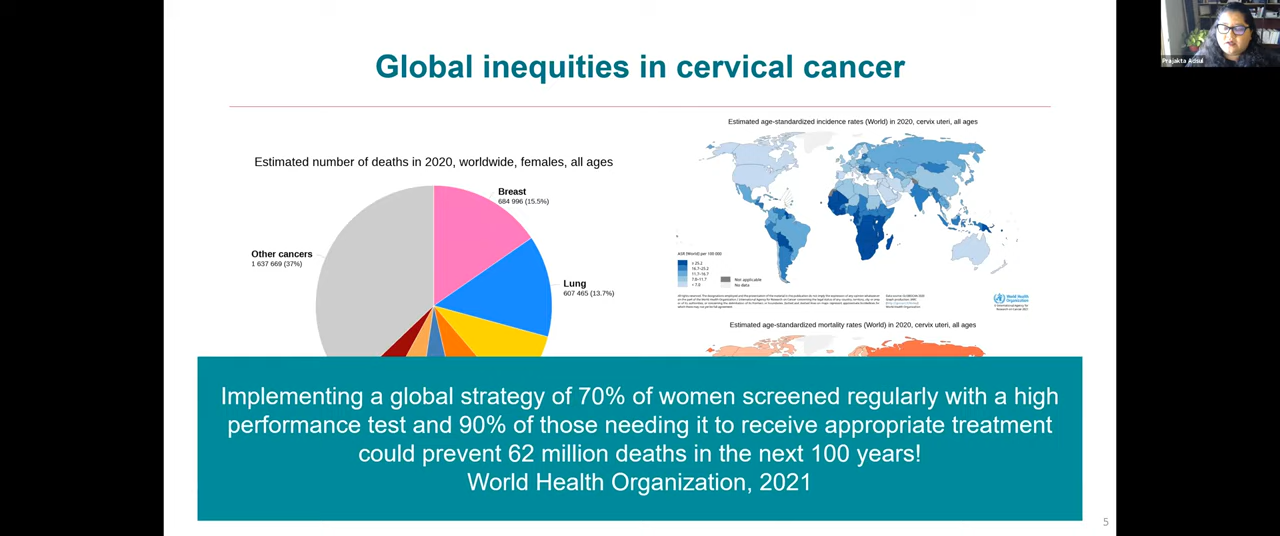 Global inequities in cervical cancer
Estimated number of deaths in 2020, worldwide, females, all ages
Breast
684 996 (15.5%)
Other cancers
1 637 669 (37%)
Lung
607 465 (13.7%)
Estimated age-standardized incidence rates (World) in 2020, cervix uteri, all ages
ASR (World) per 100 000
Not applicable
No data
World Health
Organization
Estimated age-standardized mortality rates (World) in 2020, cervix uteri, all ages
Implementing a global strategy of 70% of women screened regularly with a high
performance test and 90% of those needing it to receive appropriate treatment
could prevent 62 million deaths in the next 100 years!
World Health Organization, 2021
5
Prajakta Adsul